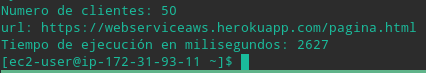 Numero de clientes: 50
url: https://webserviceaws.herokuapp.com/pagina.html
Tiempo de ejecución en milisegundos: 2627
[ec2-user@ip-172-31-93-11 ~]$